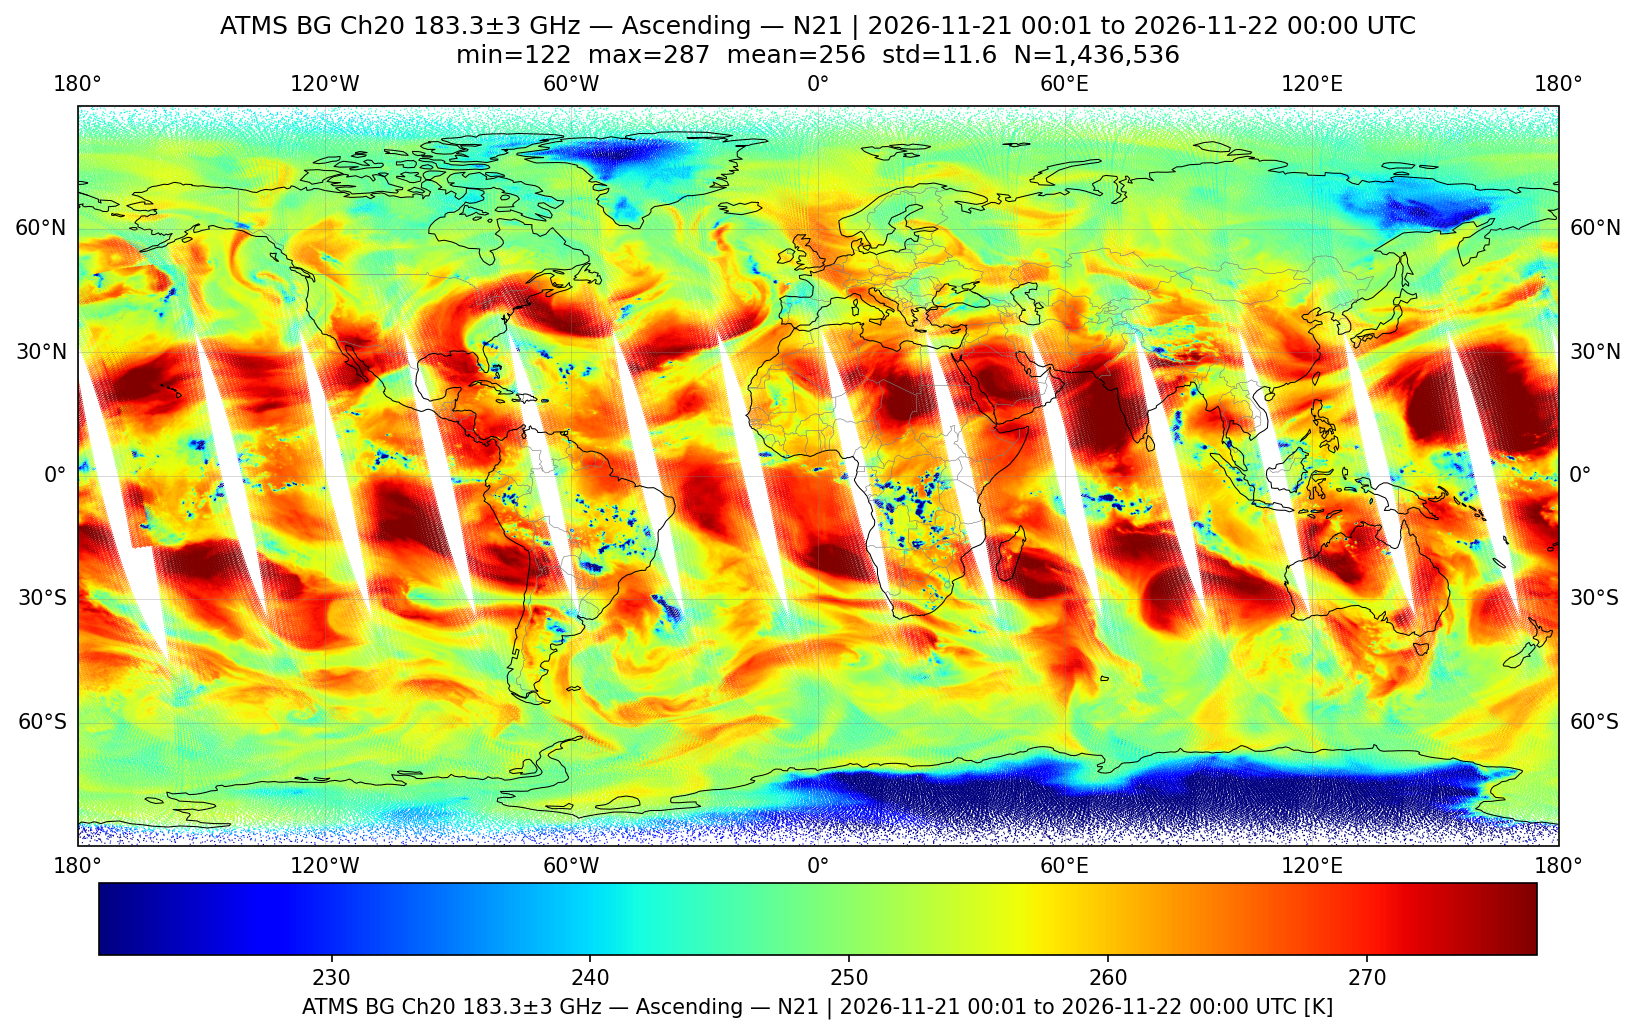 ATMS BG Ch20 183.3±3 GHz — Ascending — N21 | 2026-11-21 00:01 to 2026-11-22 00:00 UTC
min=122 max=287 mean=256 std=11.6 N=1,436,536
180° 120°W 60°W 0° 60°E 120°E 180°
60°N 60°N
30°N 30°N
0° 0°
30°S 30°S
60°S 60°S
180° 120°W 60°W 0° 60°E 120°E 180°
230 240 250 260 270
ATMS BG Ch20 183.3±3 GHz — Ascending — N21 | 2026-11-21 00:01 to 2026-11-22 00:00 UTC [K]